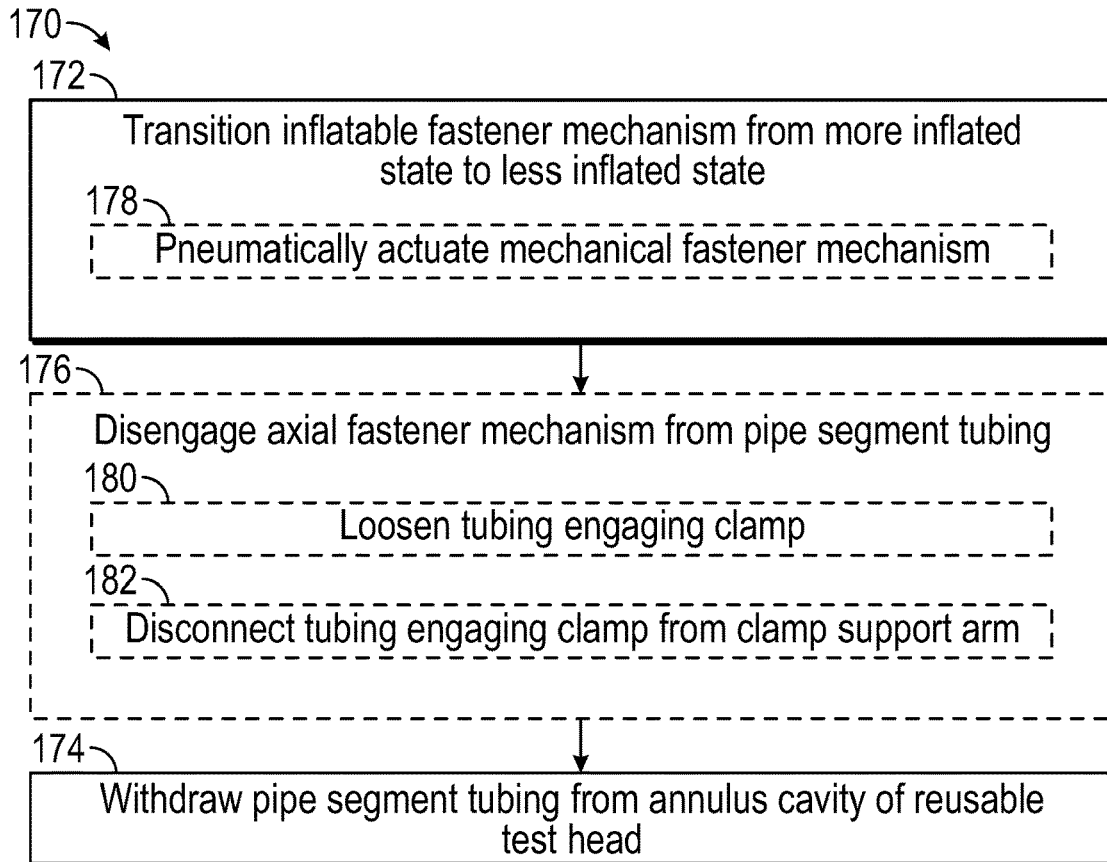 170
172
Transition inflatable fastener mechanism from more inflated
state to less inflated state
178
Pneumatically actuate mechanical fastener mechanism
176
Disengage axial fastener mechanism from pipe segment tubing
180
Loosen tubing engaging clamp
182
Disconnect tubing engaging clamp from clamp support arm
174
Withdraw pipe segment tubing from annulus cavity of reusable
test head